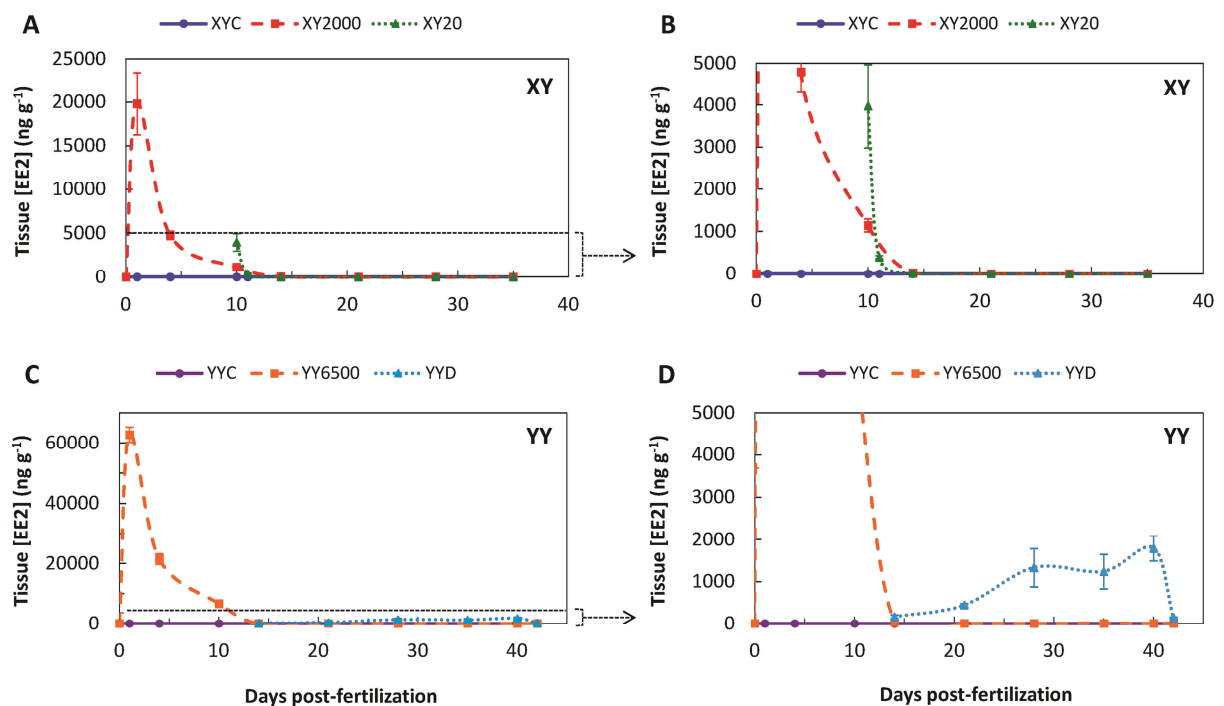 A
XYC XY2000 XY20
XY
Tissue [EE2] (ng g⁻¹)
25000
20000
15000
10000
5000
0
0 10 20 30 40
B
XYC XY2000 XY20
XY
Tissue [EE2] (ng g⁻¹)
5000
4000
3000
2000
1000
0
0 10 20 30 40
C
YYC YY6500 YYD
YY
Tissue [EE2] (ng g⁻¹)
60000
40000
20000
0
0 10 20 30 40
Days post-fertilization
D
YYC YY6500 YYD
YY
Tissue [EE2] (ng g⁻¹)
5000
4000
3000
2000
1000
0
0 10 20 30 40
Days post-fertilization